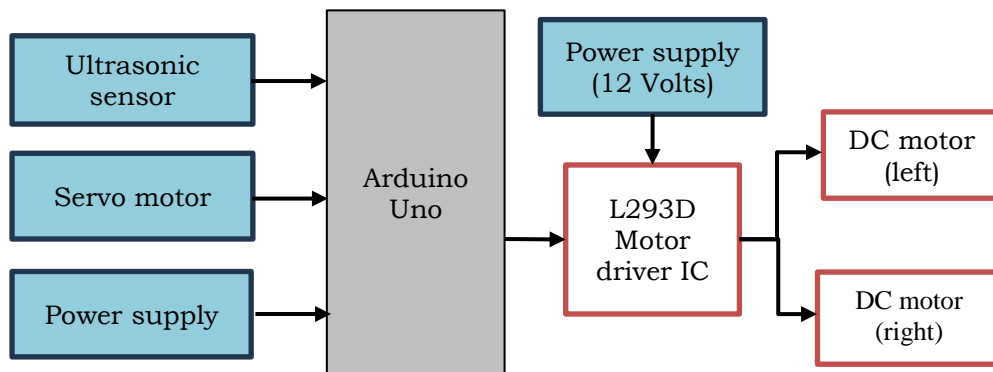 Ultrasonic
sensor
Servo motor
Power supply
Arduino
Uno
Power supply
(12 Volts)
L293D
Motor
driver IC
DC motor
(left)
DC motor
(right)